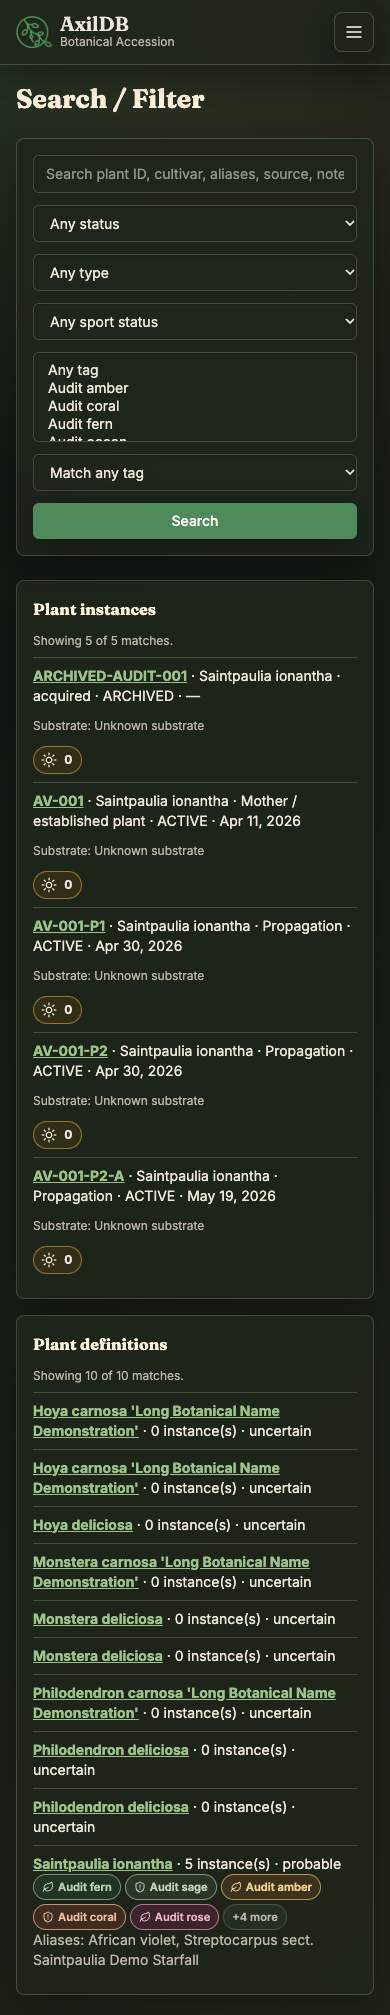 AxilDB
Botanical Accession
Search / Filter
Search plant ID, cultivar, aliases, source, note
Any status
Any type
Any sport status
Any tag
Audit amber
Audit coral
Audit fern
Audit ocean
Match any tag
Search
Plant instances
Showing 5 of 5 matches.
ARCHIVED-AUDIT-001 · Saintpaulia ionantha ·
acquired · ARCHIVED · —
Substrate: Unknown substrate
0
AV-001 · Saintpaulia ionantha · Mother /
established plant · ACTIVE · Apr 11, 2026
Substrate: Unknown substrate
0
AV-001-P1 · Saintpaulia ionantha · Propagation ·
ACTIVE · Apr 30, 2026
Substrate: Unknown substrate
0
AV-001-P2 · Saintpaulia ionantha · Propagation ·
ACTIVE · Apr 30, 2026
Substrate: Unknown substrate
0
AV-001-P2-A · Saintpaulia ionantha ·
Propagation · ACTIVE · May 19, 2026
Substrate: Unknown substrate
0
Plant definitions
Showing 10 of 10 matches.
Hoya carnosa 'Long Botanical Name
Demonstration' · 0 instance(s) · uncertain
Hoya carnosa 'Long Botanical Name
Demonstration' · 0 instance(s) · uncertain
Hoya deliciosa · 0 instance(s) · uncertain
Monstera carnosa 'Long Botanical Name
Demonstration' · 0 instance(s) · uncertain
Monstera deliciosa · 0 instance(s) · uncertain
Monstera deliciosa · 0 instance(s) · uncertain
Philodendron carnosa 'Long Botanical Name
Demonstration' · 0 instance(s) · uncertain
Philodendron deliciosa · 0 instance(s) ·
uncertain
Philodendron deliciosa · 0 instance(s) ·
uncertain
Saintpaulia ionantha · 5 instance(s) · probable
Audit fern Audit sage Audit amber
Audit coral Audit rose +4 more
Aliases: African violet, Streptocarpus sect.
Saintpaulia Demo Starfall